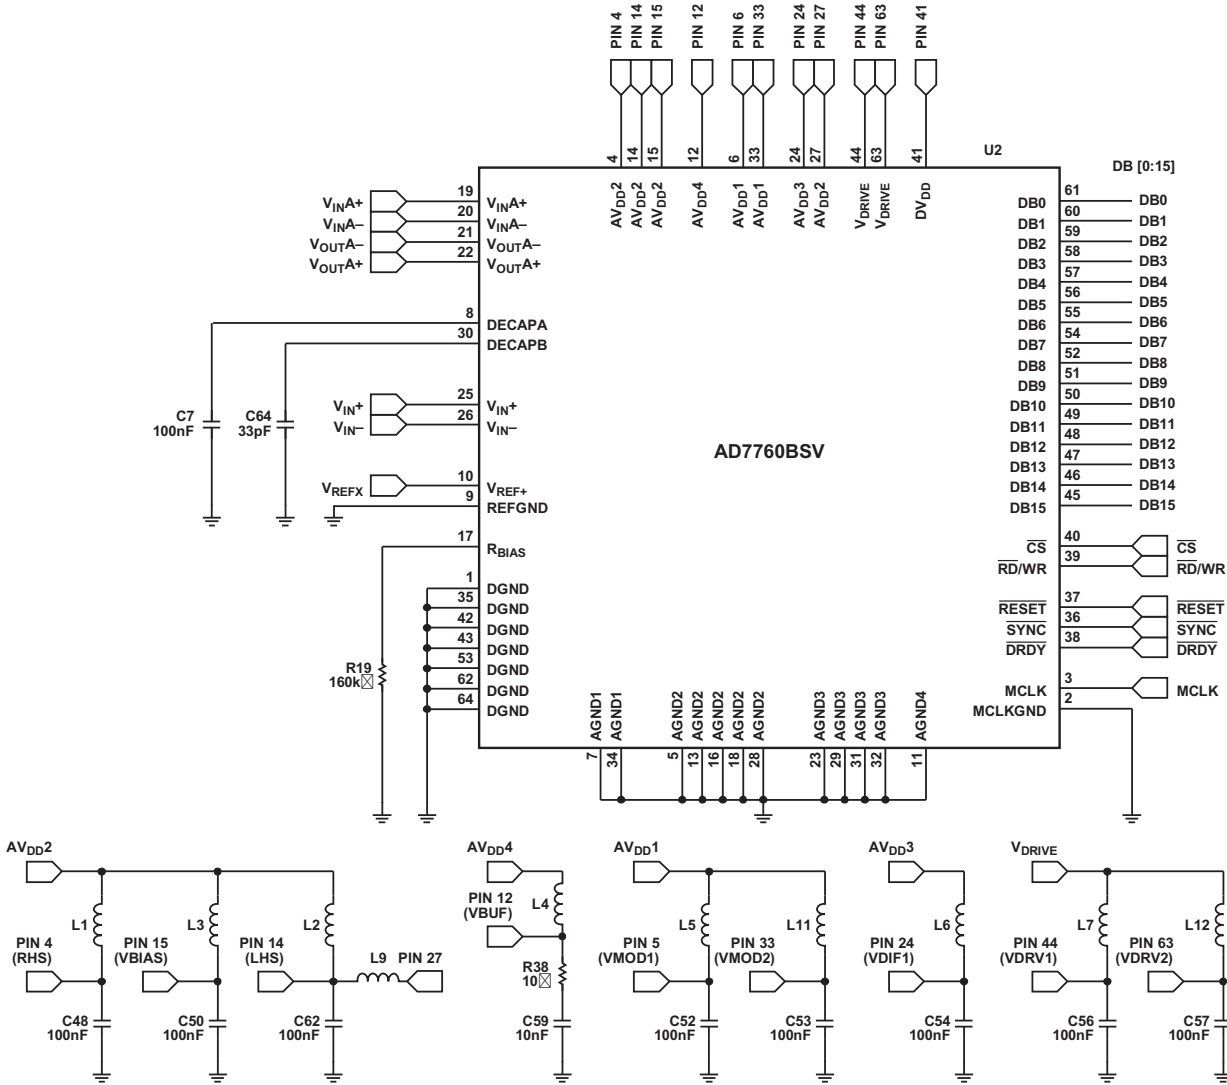 PIN 4
PIN 14
PIN 15
PIN 12
PIN 6
PIN 33
PIN 24
PIN 27
PIN 44
PIN 63
PIN 41
4
14
15
12
6
33
24
27
44
63
41
U2
DB [0:15]
AVDD2
AVDD2
AVDD2
AVDD4
AVDD1
AVDD1
AVDD3
AVDD2
VDRIVE
VDRIVE
DVDD
VINA+ 19 VINA+
VINA– 20 VINA–
VOUTA– 21 VOUTA–
VOUTA+ 22 VOUTA+
8 DECAPA
30 DECAPB
C7
100nF
C64
33pF
VIN+ 25 VIN+
VIN– 26 VIN–
VREFX 10 VREF+
9 REFGND
17 RBIAS
1 DGND
35 DGND
42 DGND
43 DGND
53 DGND
62 DGND
64 DGND
R19
160k
AD7760BSV
DB0 61 DB0
DB1 60 DB1
DB2 59 DB2
DB3 58 DB3
DB4 57 DB4
DB5 56 DB5
DB6 55 DB6
DB7 54 DB7
DB8 52 DB8
DB9 51 DB9
DB10 50 DB10
DB11 49 DB11
DB12 48 DB12
DB13 47 DB13
DB14 46 DB14
DB15 45 DB15
CS 40 CS
RD/WR 39 RD/WR
RESET 37 RESET
SYNC 36 SYNC
DRDY 38 DRDY
MCLK 3 MCLK
MCLKGND 2
AGND1
AGND1
AGND2
AGND2
AGND2
AGND2
AGND2
AGND3
AGND3
AGND3
AGND3
AGND4
7
34
5
13
16
18
28
23
29
31
32
11
AVDD2
L1
L3
L2
PIN 4
(RHS)
PIN 15
(VBIAS)
PIN 14
(LHS)
L9
PIN 27
C48
100nF
C50
100nF
C62
100nF
AVDD4
PIN 12
(VBUF)
L4
R38
10
C59
10nF
AVDD1
L5
L11
PIN 5
(VMOD1)
PIN 33
(VMOD2)
C52
100nF
C53
100nF
AVDD3
L6
PIN 24
(VDIF1)
C54
100nF
VDRIVE
L7
L12
PIN 44
(VDRV1)
PIN 63
(VDRV2)
C56
100nF
C57
100nF